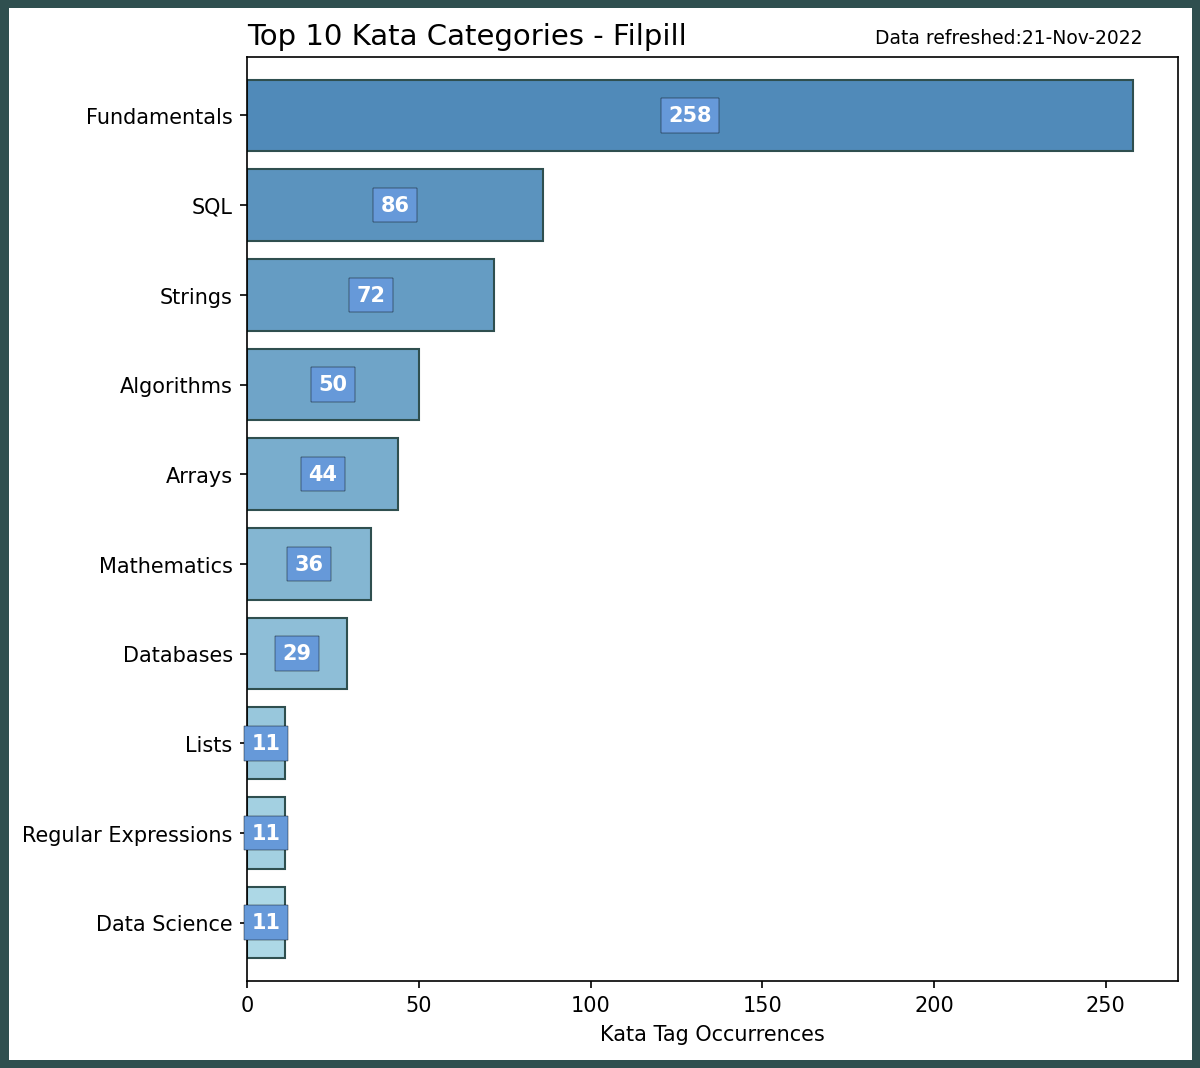 Top 10 Kata Categories - Filpill
Data refreshed:21-Nov-2022
Fundamentals 258
SQL 86
Strings 72
Algorithms 50
Arrays 44
Mathematics 36
Databases 29
Lists 11
Regular Expressions 11
Data Science 11
0 50 100 150 200 250
Kata Tag Occurrences